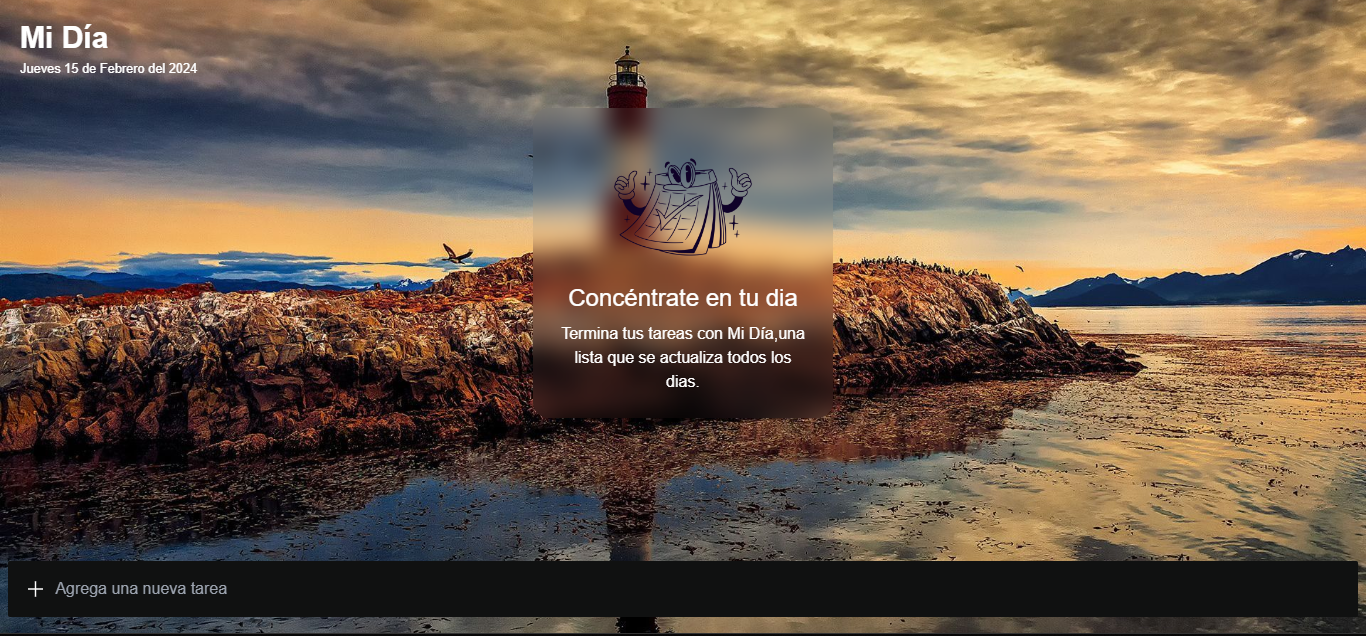 Mi Día
Jueves 15 de Febrero del 2024
Concéntrate en tu dia
Termina tus tareas con Mi Día,una
lista que se actualiza todos los
dias.
Agrega una nueva tarea